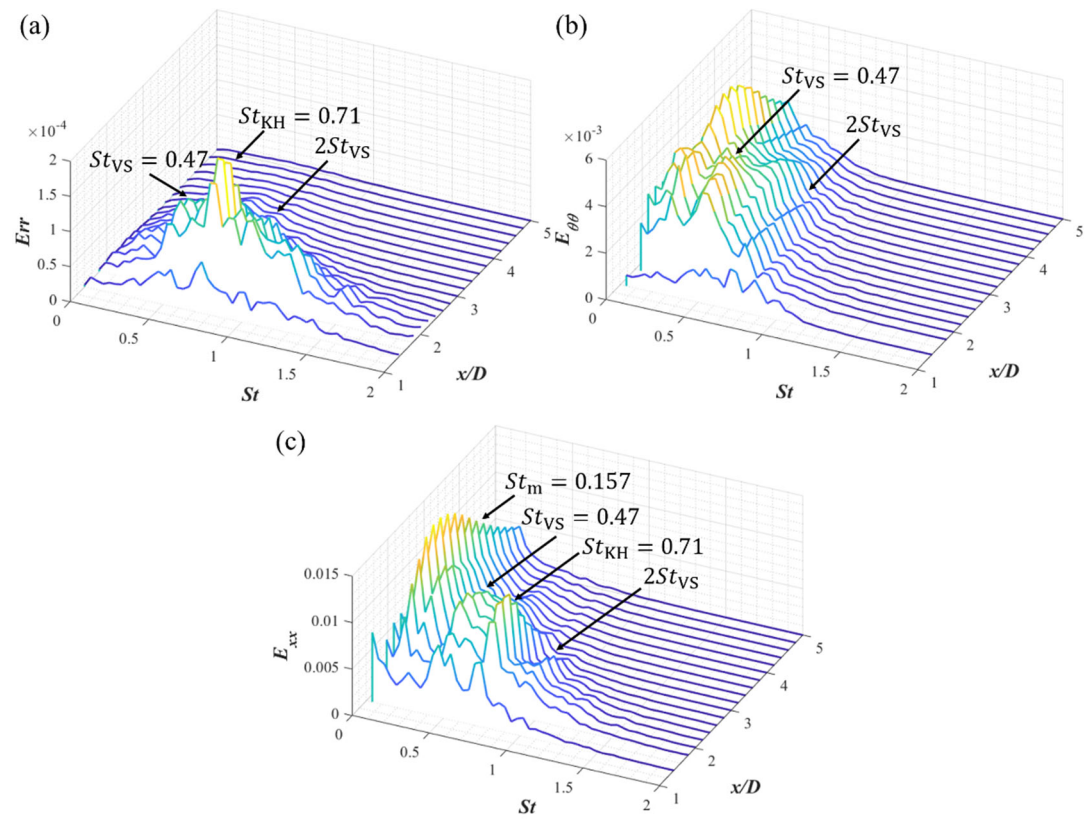 (a)
St_KH = 0.71
2St_VS
St_VS = 0.47
×10⁻⁴
2
1.5
1
0.5
0
Err
0
0.5
1
1.5
2
St
1
2
3
4
5
x/D
(b)
St_VS = 0.47
2St_VS
×10⁻³
6
4
2
0
E_θθ
0
0.5
1
1.5
2
St
1
2
3
4
5
x/D
(c)
St_m = 0.157
St_VS = 0.47
St_KH = 0.71
2St_VS
0.015
0.01
0.005
0
E_xx
0
0.5
1
1.5
2
St
1
2
3
4
5
x/D